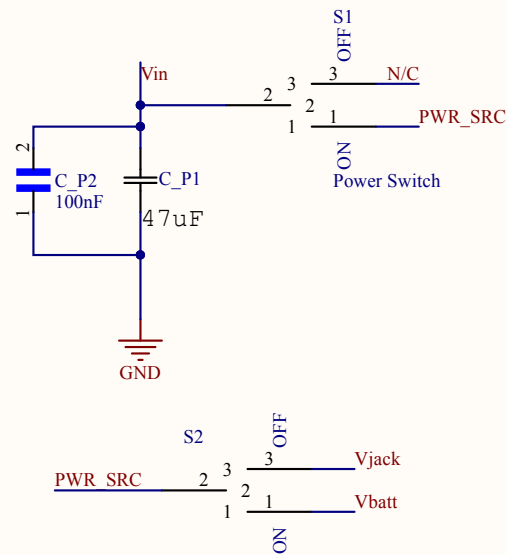 S1
OFF
Vin
3
3
N/C
2
2
1
1
PWR_SRC
ON
Power Switch
2
C_P2
100nF
1
C_P1
47uF
GND
S2
OFF
3
3
Vjack
PWR_SRC
2
2
1
1
Vbatt
ON